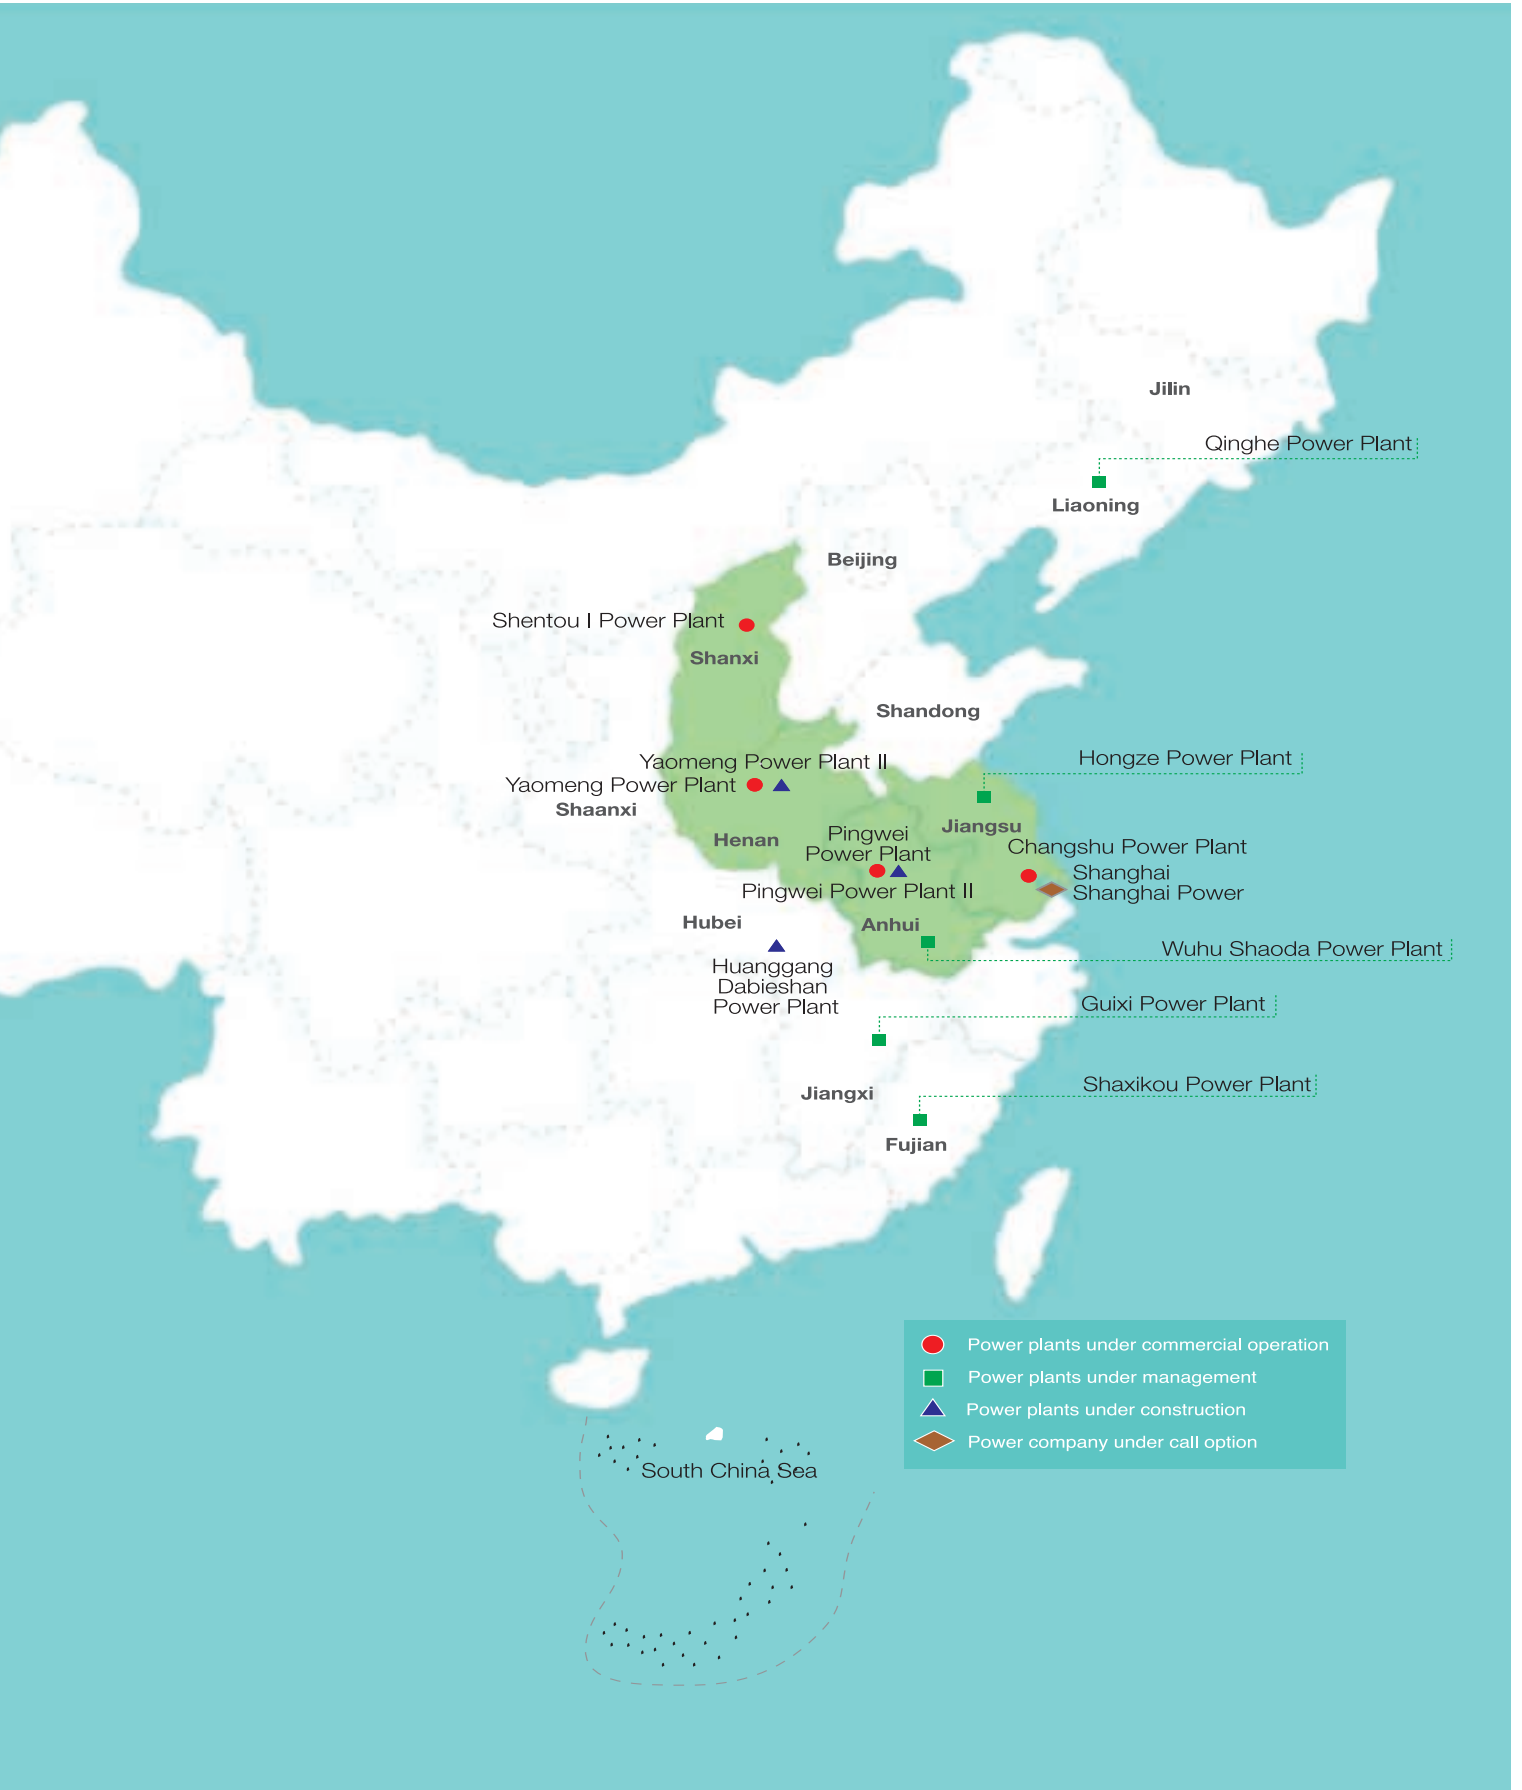 Jilin
Qinghe Power Plant
Liaoning
Beijing
Shentou I Power Plant
Shanxi
Shandong
Yaomeng Power Plant II
Hongze Power Plant
Yaomeng Power Plant
Shaanxi
Henan
Pingwei
Power Plant
Jiangsu
Changshu Power Plant
Shanghai
Shanghai Power
Pingwei Power Plant II
Hubei
Anhui
Wuhu Shaoda Power Plant
Huanggang
Dabieshan
Power Plant
Guixi Power Plant
Jiangxi
Shaxikou Power Plant
Fujian
Power plants under commercial operation
Power plants under management
Power plants under construction
Power company under call option
South China Sea